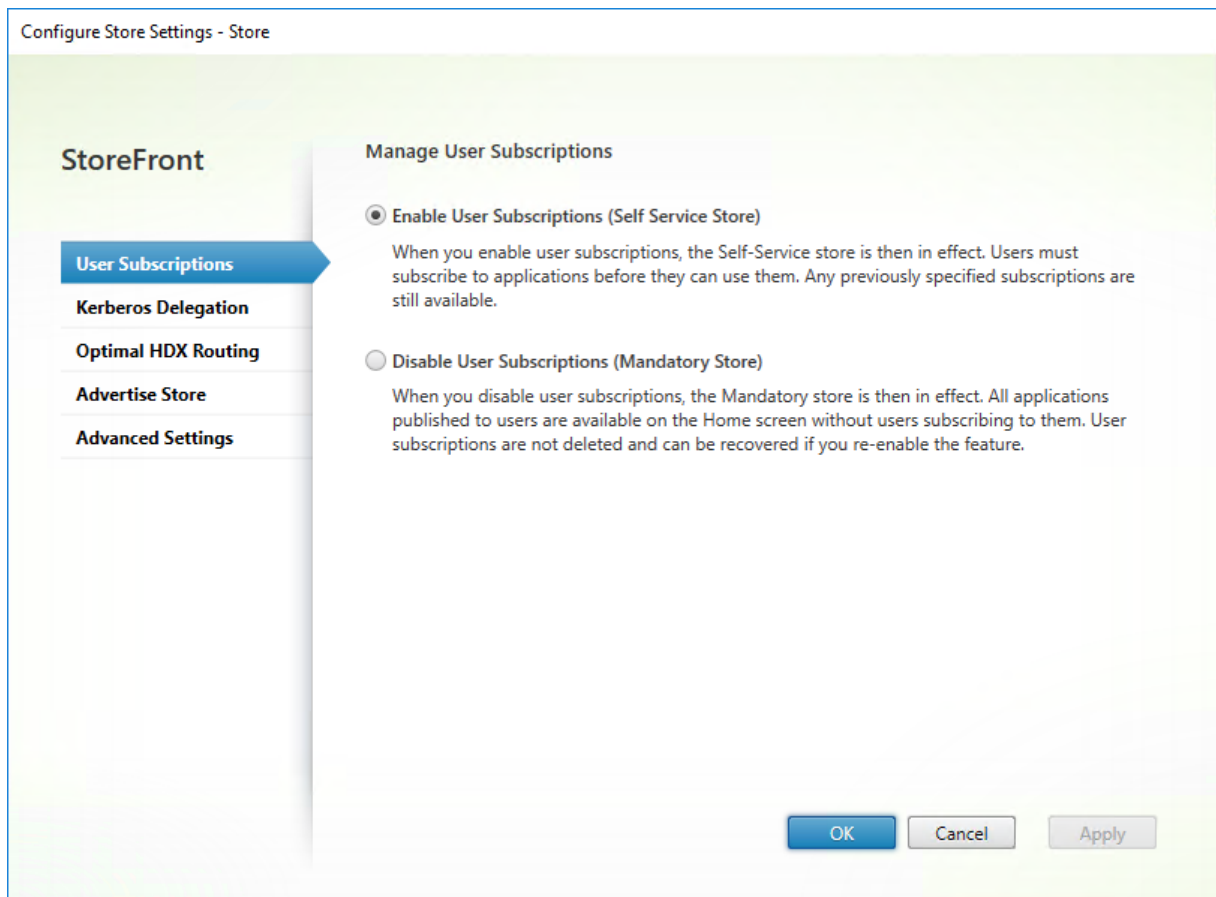 Configure Store Settings - Store
StoreFront
User Subscriptions
Kerberos Delegation
Optimal HDX Routing
Advertise Store
Advanced Settings
Manage User Subscriptions
Enable User Subscriptions (Self Service Store)
When you enable user subscriptions, the Self-Service store is then in effect. Users must
subscribe to applications before they can use them. Any previously specified subscriptions are
still available.
Disable User Subscriptions (Mandatory Store)
When you disable user subscriptions, the Mandatory store is then in effect. All applications
published to users are available on the Home screen without users subscribing to them. User
subscriptions are not deleted and can be recovered if you re-enable the feature.
OK
Cancel
Apply